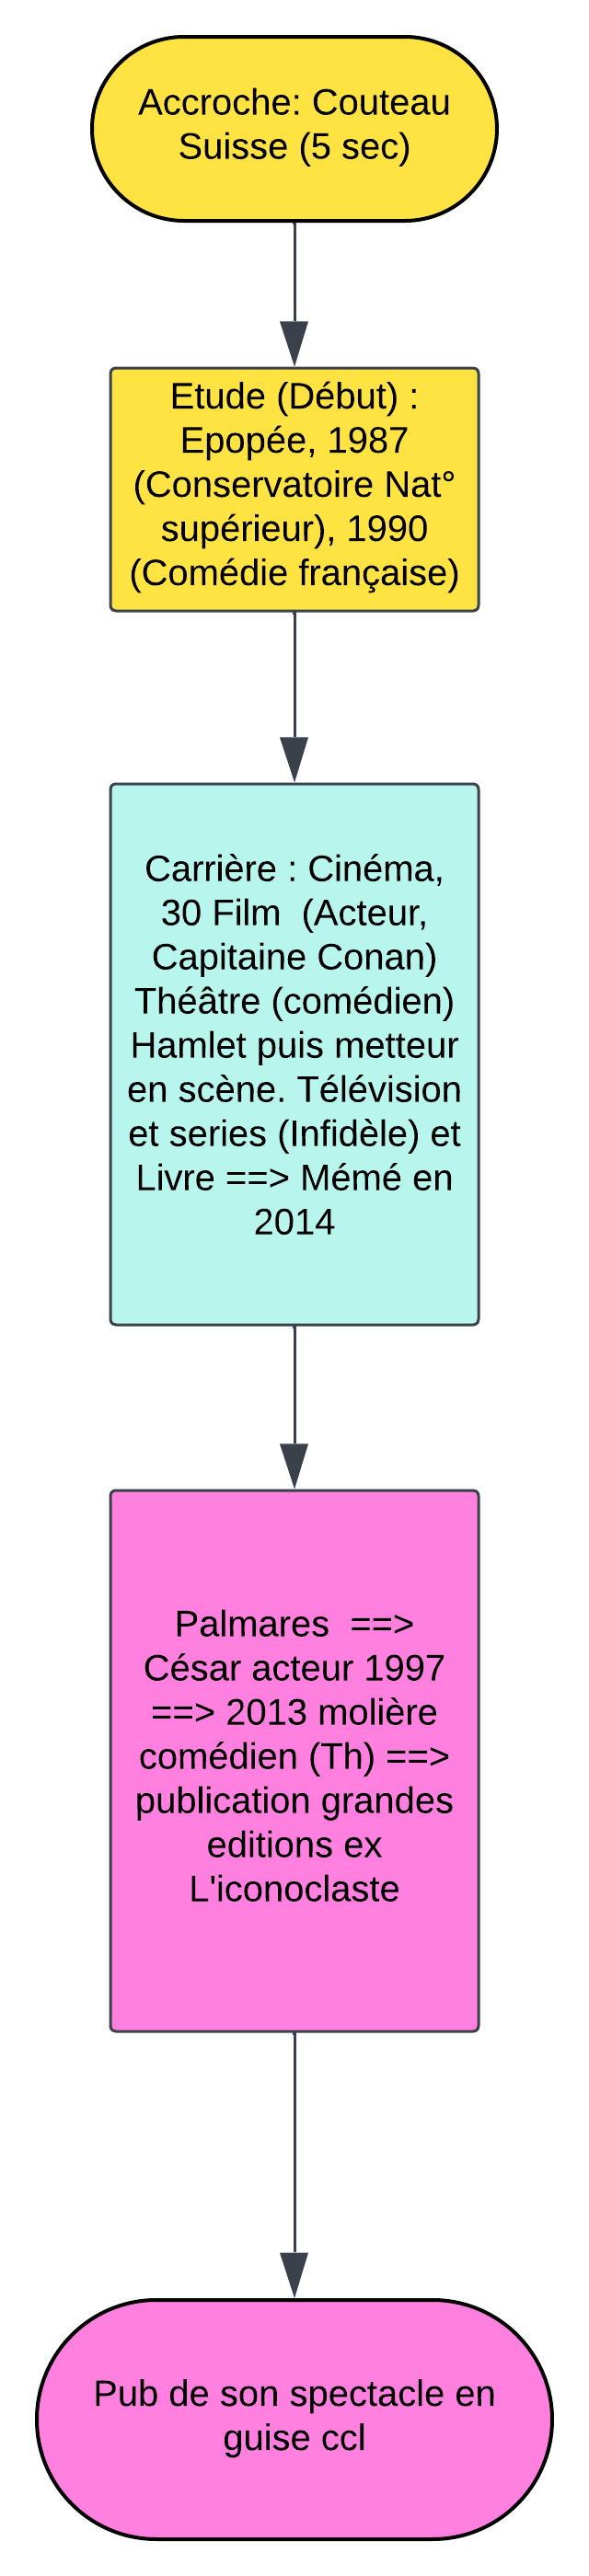 Accroche: Couteau
Suisse (5 sec)
Etude (Début) :
Epopée, 1987
(Conservatoire Nat°
supérieur), 1990
(Comédie française)
Carrière : Cinéma,
30 Film  (Acteur,
Capitaine Conan)
Théâtre (comédien)
Hamlet puis metteur
en scène. Télévision
et series (Infidèle) et
Livre ==> Mémé en
2014
Palmares  ==>
César acteur 1997
==> 2013 molière
comédien (Th) ==>
publication grandes
editions ex
L'iconoclaste
Pub de son spectacle en
guise ccl